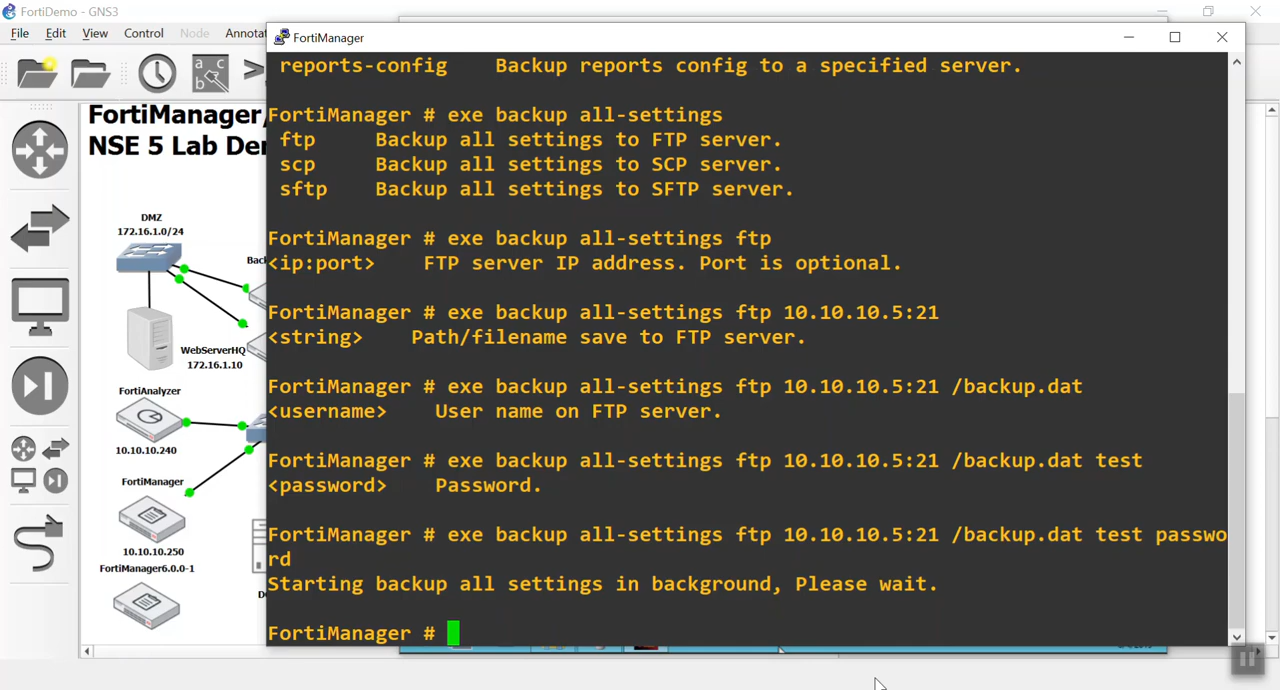 FortiDemo - GNS3
File Edit View Control Node Annotat
FortiManager
FortiManager/
NSE 5 Lab Der
DMZ
172.16.1.0/24
Back
WebServerHQ
172.16.1.10
FortiAnalyzer
10.10.10.240
FortiManager
10.10.10.250
FortiManager6.0.0-1
reports-config Backup reports config to a specified server.
FortiManager # exe backup all-settings
ftp Backup all settings to FTP server.
scp Backup all settings to SCP server.
sftp Backup all settings to SFTP server.
FortiManager # exe backup all-settings ftp
<ip:port> FTP server IP address. Port is optional.
FortiManager # exe backup all-settings ftp 10.10.10.5:21
<string> Path/filename save to FTP server.
FortiManager # exe backup all-settings ftp 10.10.10.5:21 /backup.dat
<username> User name on FTP server.
FortiManager # exe backup all-settings ftp 10.10.10.5:21 /backup.dat test
<password> Password.
FortiManager # exe backup all-settings ftp 10.10.10.5:21 /backup.dat test passwo
rd
Starting backup all settings in background, Please wait.
FortiManager #